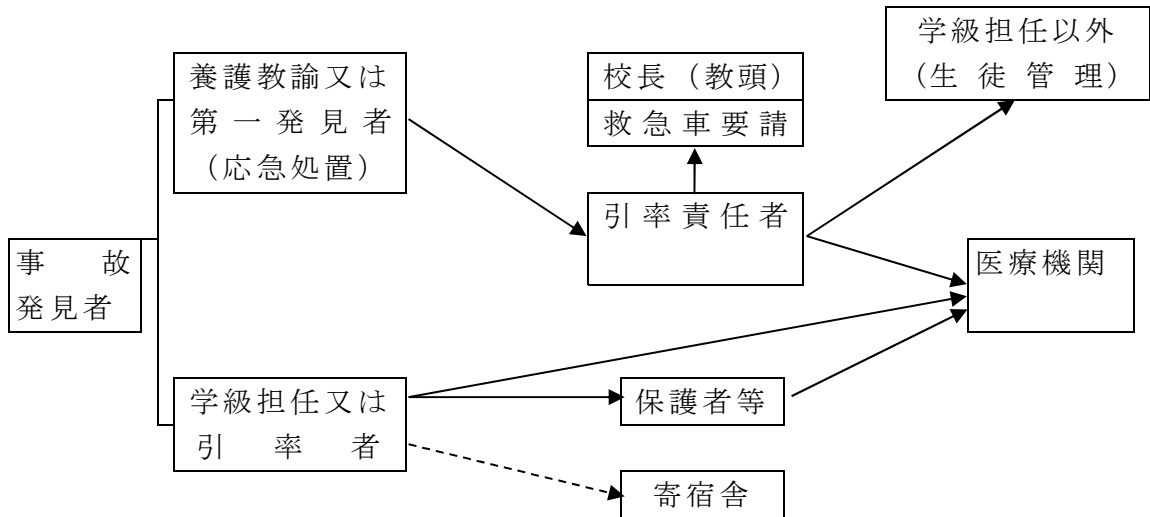 学級担任以外
(生徒管理)
養護教諭又は
第一発見者
(応急処置)
校長(教頭)
救急車要請
引率責任者
事故
発見者
医療機関
学級担任又は
引率者
保護者等
寄宿舎